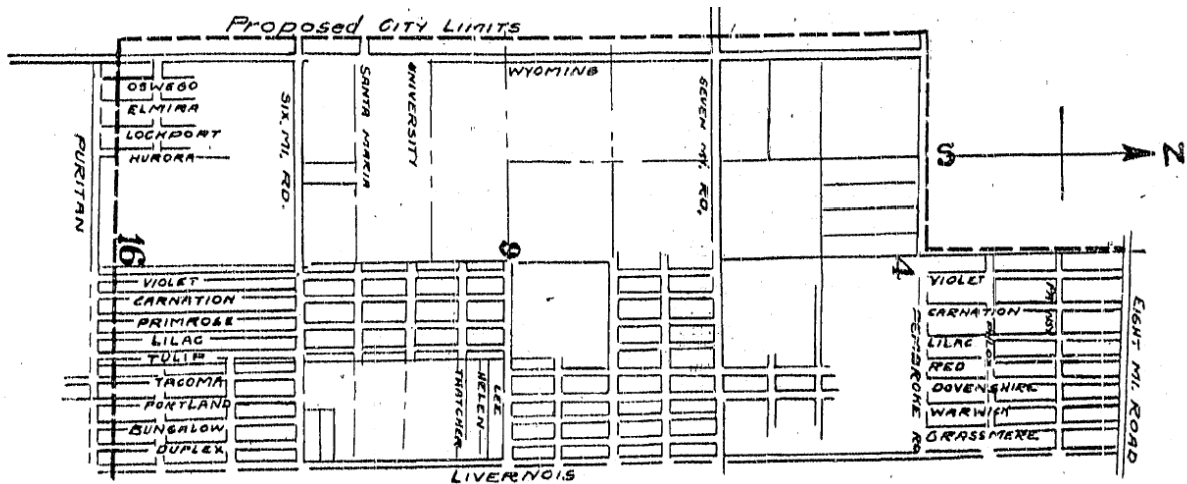 Proposed CITY LIMITS
WYOMING
OSWEGO
ELMIRA
LOCKPORT
HURORA
PURITAN
SIX. MI. RD.
SANTA MARIA
UNIVERSITY
SEVEN MY. RD.
S
N
16
9
4
VIOLET
CARNATION
PRIMROSE
LILAC
TULIP
TACOMA
PORTLAND
BUNGALOW
DUPLEX
THATCHER
HELEN
LEE
LIVERNOIS
PEMBROKE RD
VIOLET
CARNATION
LILAC
RED
DOVENSHIRE
WARWICK
GRASSMERE
EIGHT MI. ROAD